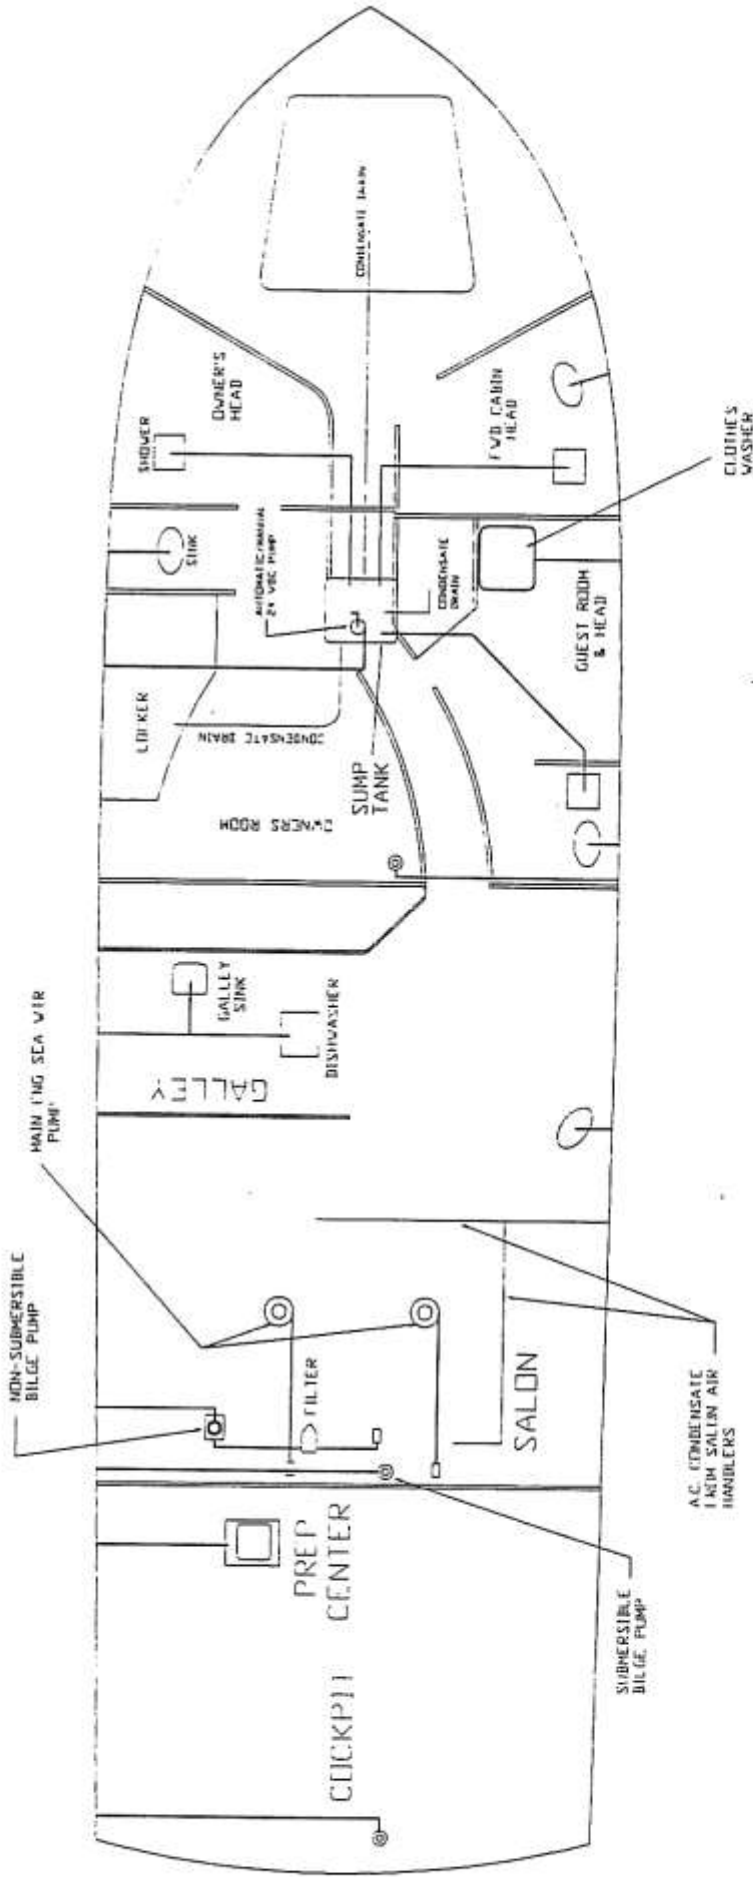 CONDENSATE DRAIN
OWNER'S
HEAD
SHOWER
FWD CABIN
HEAD
CLOTHES
WASHER
SINK
AUTOMATIC/MANUAL
24 VDC PUMP
CONDENSATE
DRAIN
GUEST ROOM
& HEAD
LOCKER
CONDENSATE DRAIN
SUMP
TANK
OWNERS ROOM
GALLEY
SINK
DISHWASHER
GALLEY
MAIN ENG SEA WTR
PUMP
NON-SUBMERSIBLE
BILGE PUMP
FILTER
SALON
A.C. CONDENSATE
FROM SALON AIR
HANDLERS
PREP
CENTER
SUBMERSIBLE
BILGE PUMP
COCKPIT